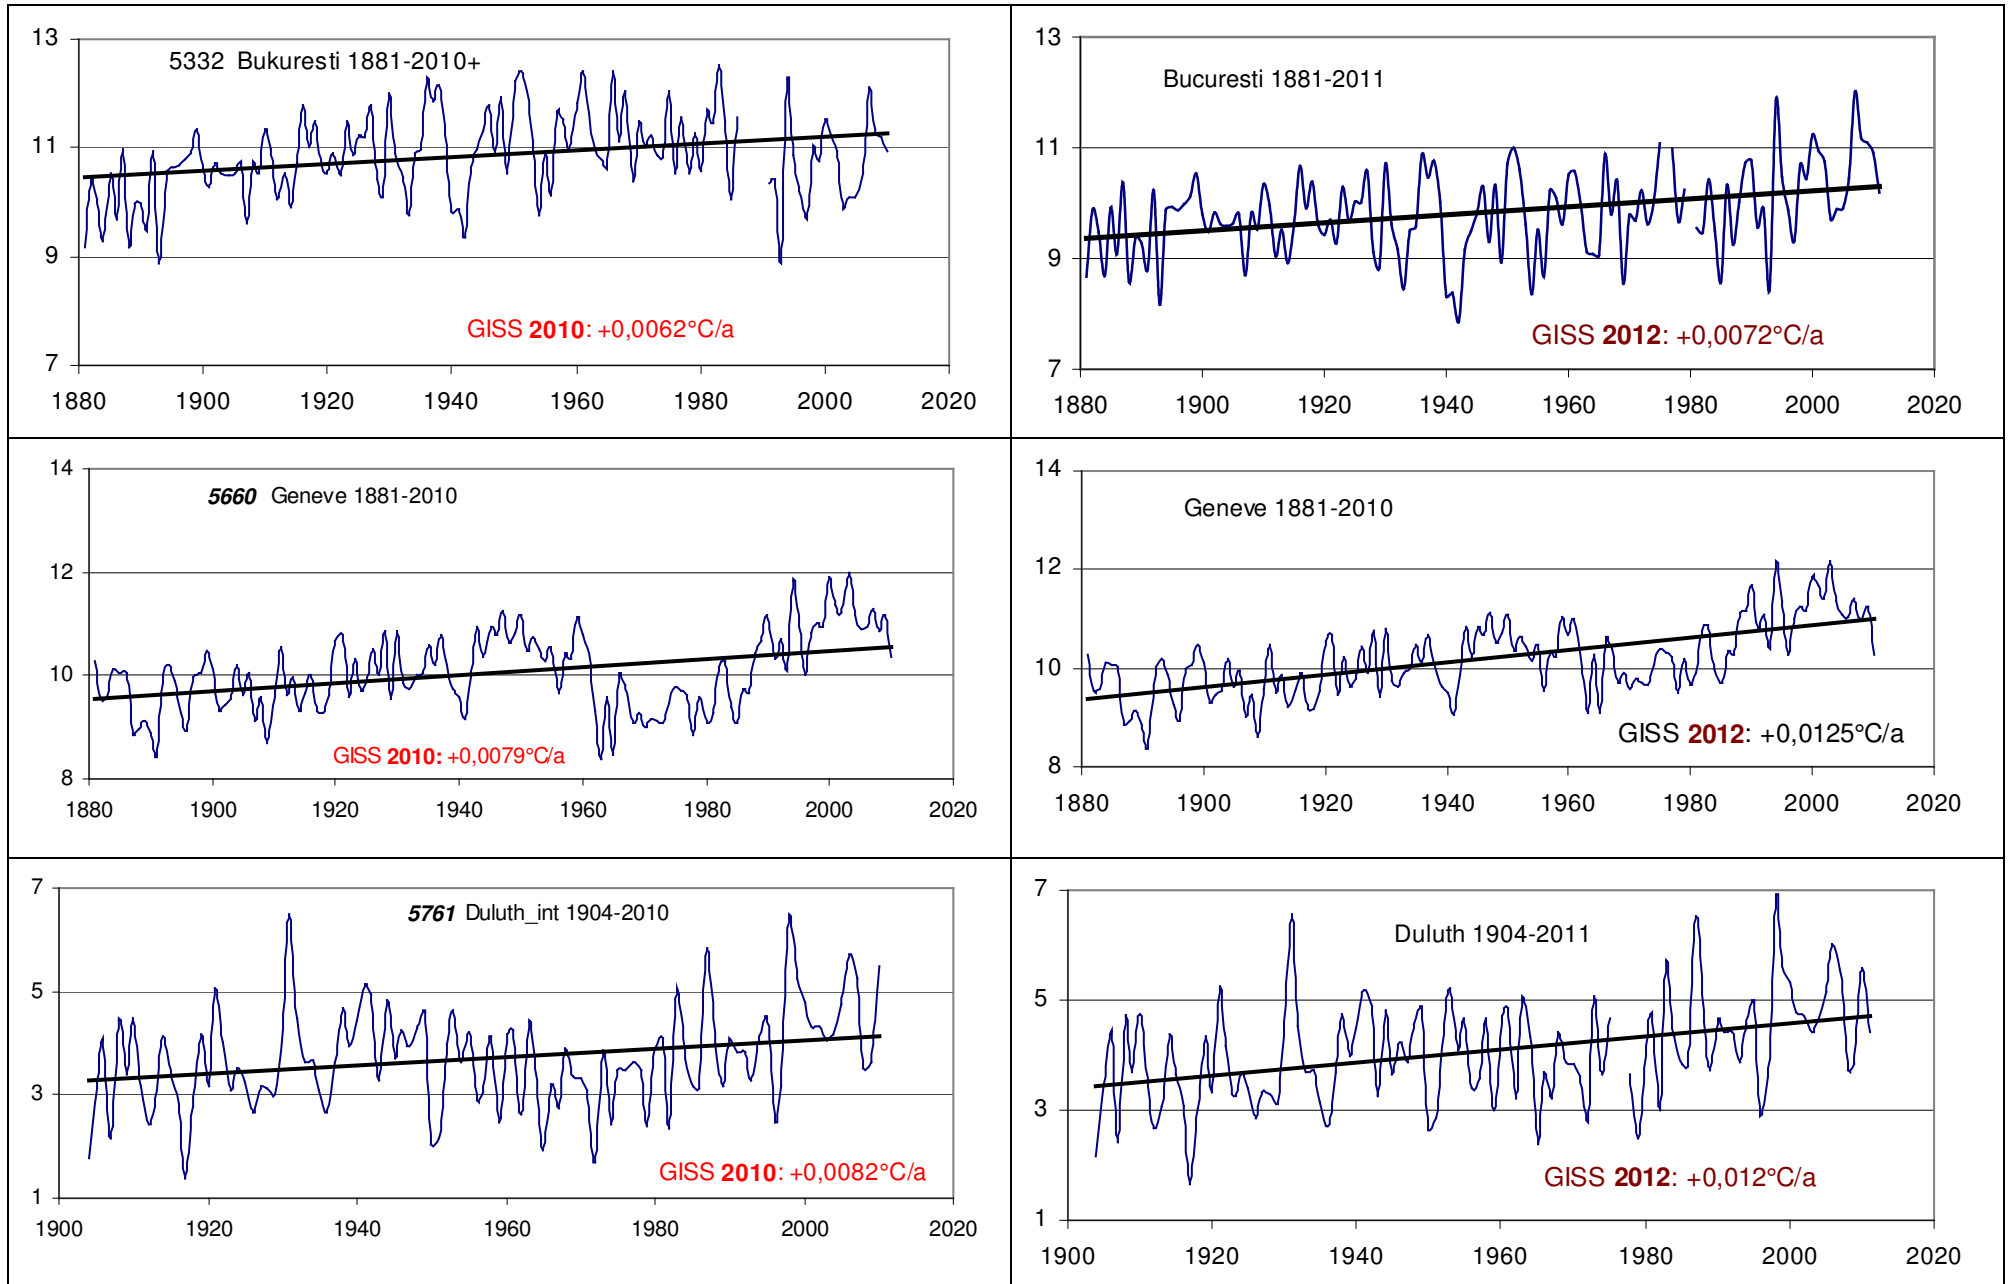 13
5332 Bukuresti 1881-2010+
11
9
GISS 2010: +0,0062°C/a
7
1880 1900 1920 1940 1960 1980 2000 2020
13
Bucuresti 1881-2011
11
9
GISS 2012: +0,0072°C/a
7
1880 1900 1920 1940 1960 1980 2000 2020
14
5660 Geneve 1881-2010
12
10
GISS 2010: +0,0079°C/a
8
1880 1900 1920 1940 1960 1980 2000 2020
14
Geneve 1881-2010
12
10
GISS 2012: +0,0125°C/a
8
1880 1900 1920 1940 1960 1980 2000 2020
7
5761 Duluth_int 1904-2010
5
3
GISS 2010: +0,0082°C/a
1
1900 1920 1940 1960 1980 2000 2020
7
Duluth 1904-2011
5
3
GISS 2012: +0,012°C/a
1
1900 1920 1940 1960 1980 2000 2020